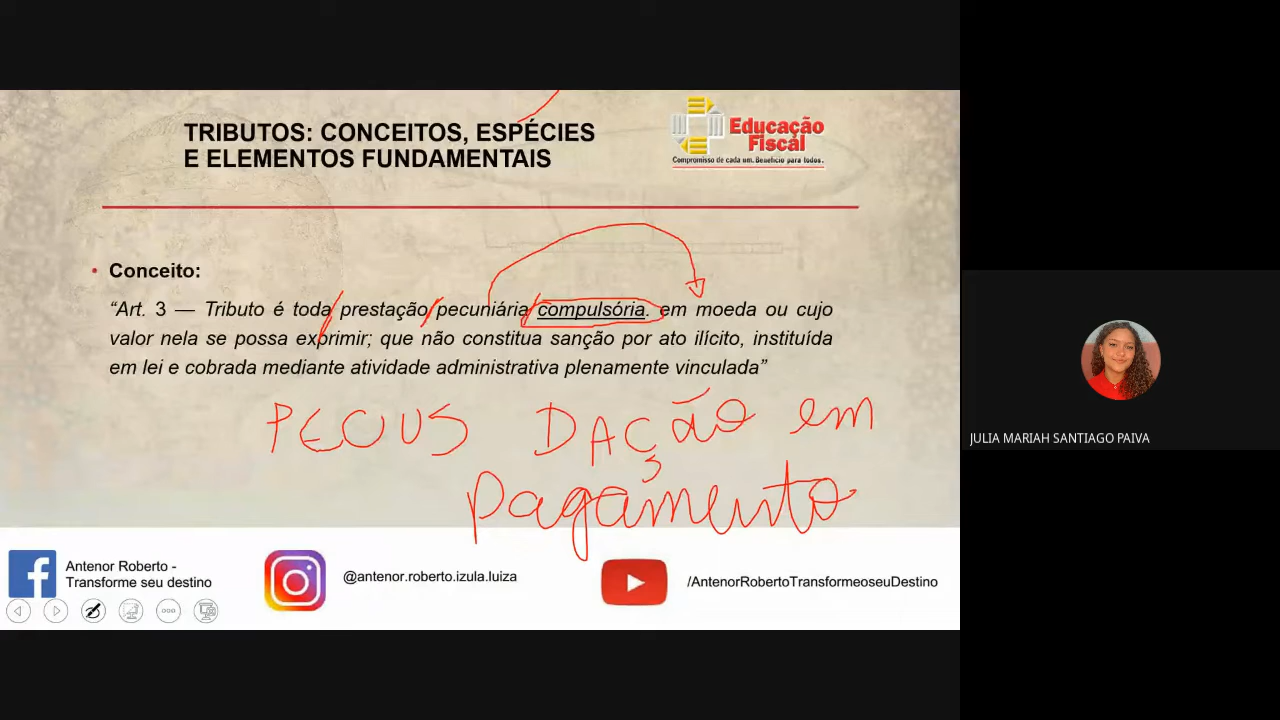 TRIBUTOS: CONCEITOS, ESPÉCIES
E ELEMENTOS FUNDAMENTAIS
Educação
Fiscal
Compromisso de cada um. Benefício para todos.
• Conceito:
“Art. 3 — Tributo é toda prestação pecuniária compulsória. em moeda ou cujo
valor nela se possa exprimir; que não constitua sanção por ato ilícito, instituída
em lei e cobrada mediante atividade administrativa plenamente vinculada”
PECUS DAÇÃO em
pagamento
JULIA MARIAH SANTIAGO PAIVA
Antenor Roberto -
Transforme seu destino
@antenor.roberto.izula.luiza
/AntenorRobertoTransformeoseuDestino